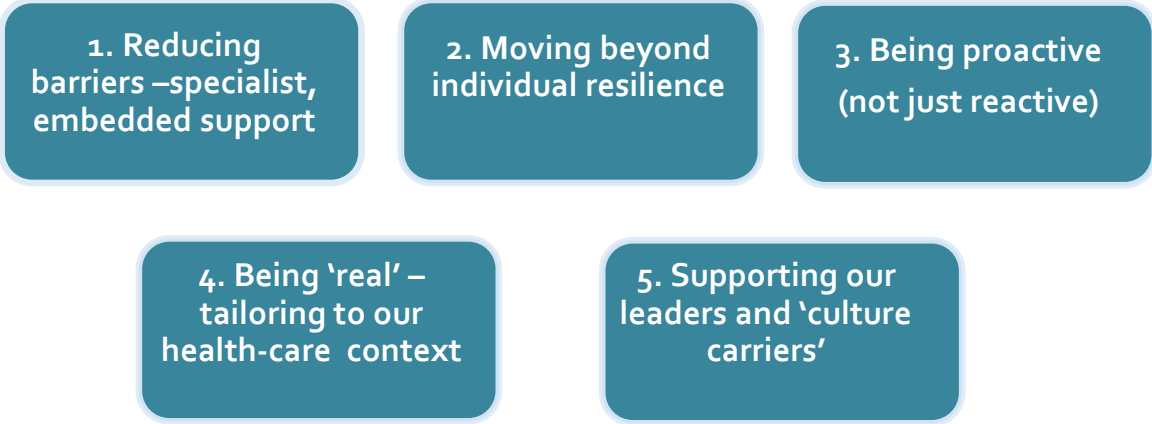 1. Reducing
barriers –specialist,
embedded support
2. Moving beyond
individual resilience
3. Being proactive
(not just reactive)
4. Being ‘real’ –
tailoring to our
health-care context
5. Supporting our
leaders and ‘culture
carriers’